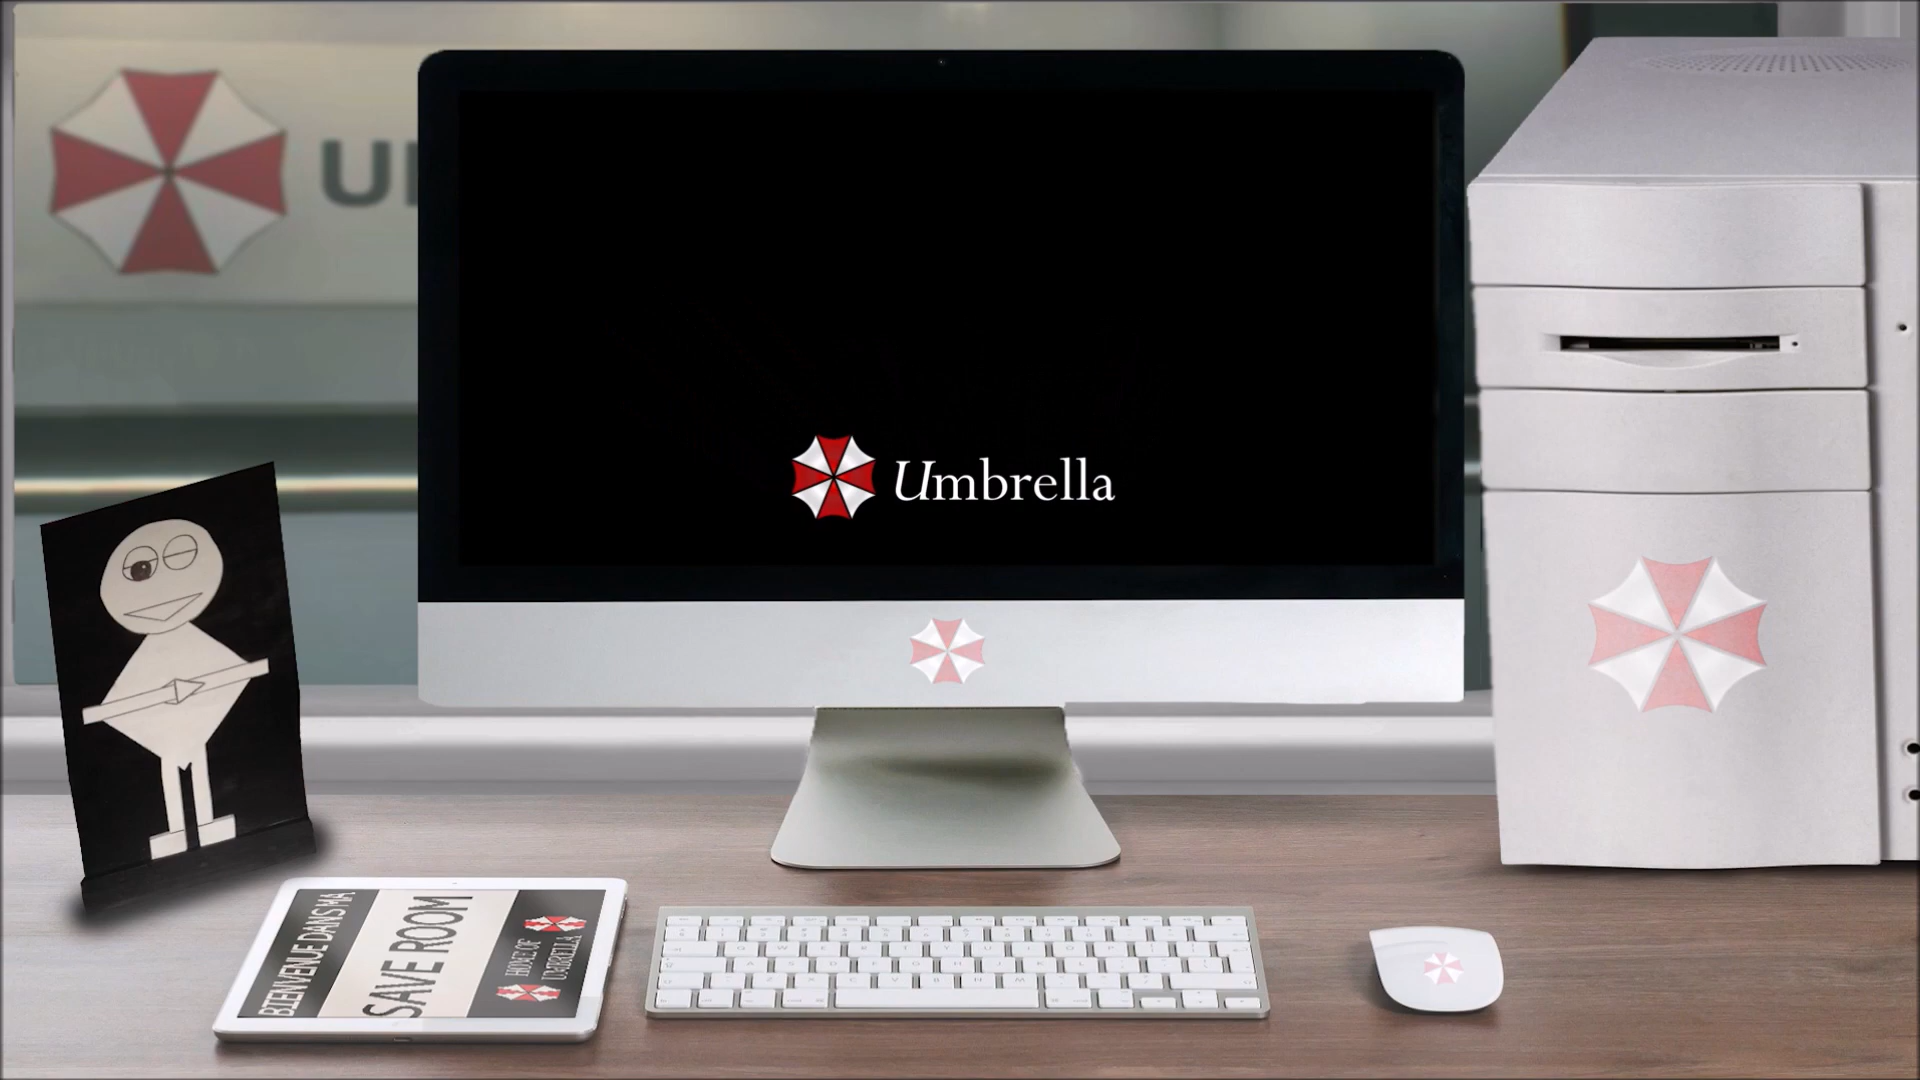 U
Umbrella
BIENVENUE DANS MA
SAVE ROOM
HOME OF
UMBRELLA